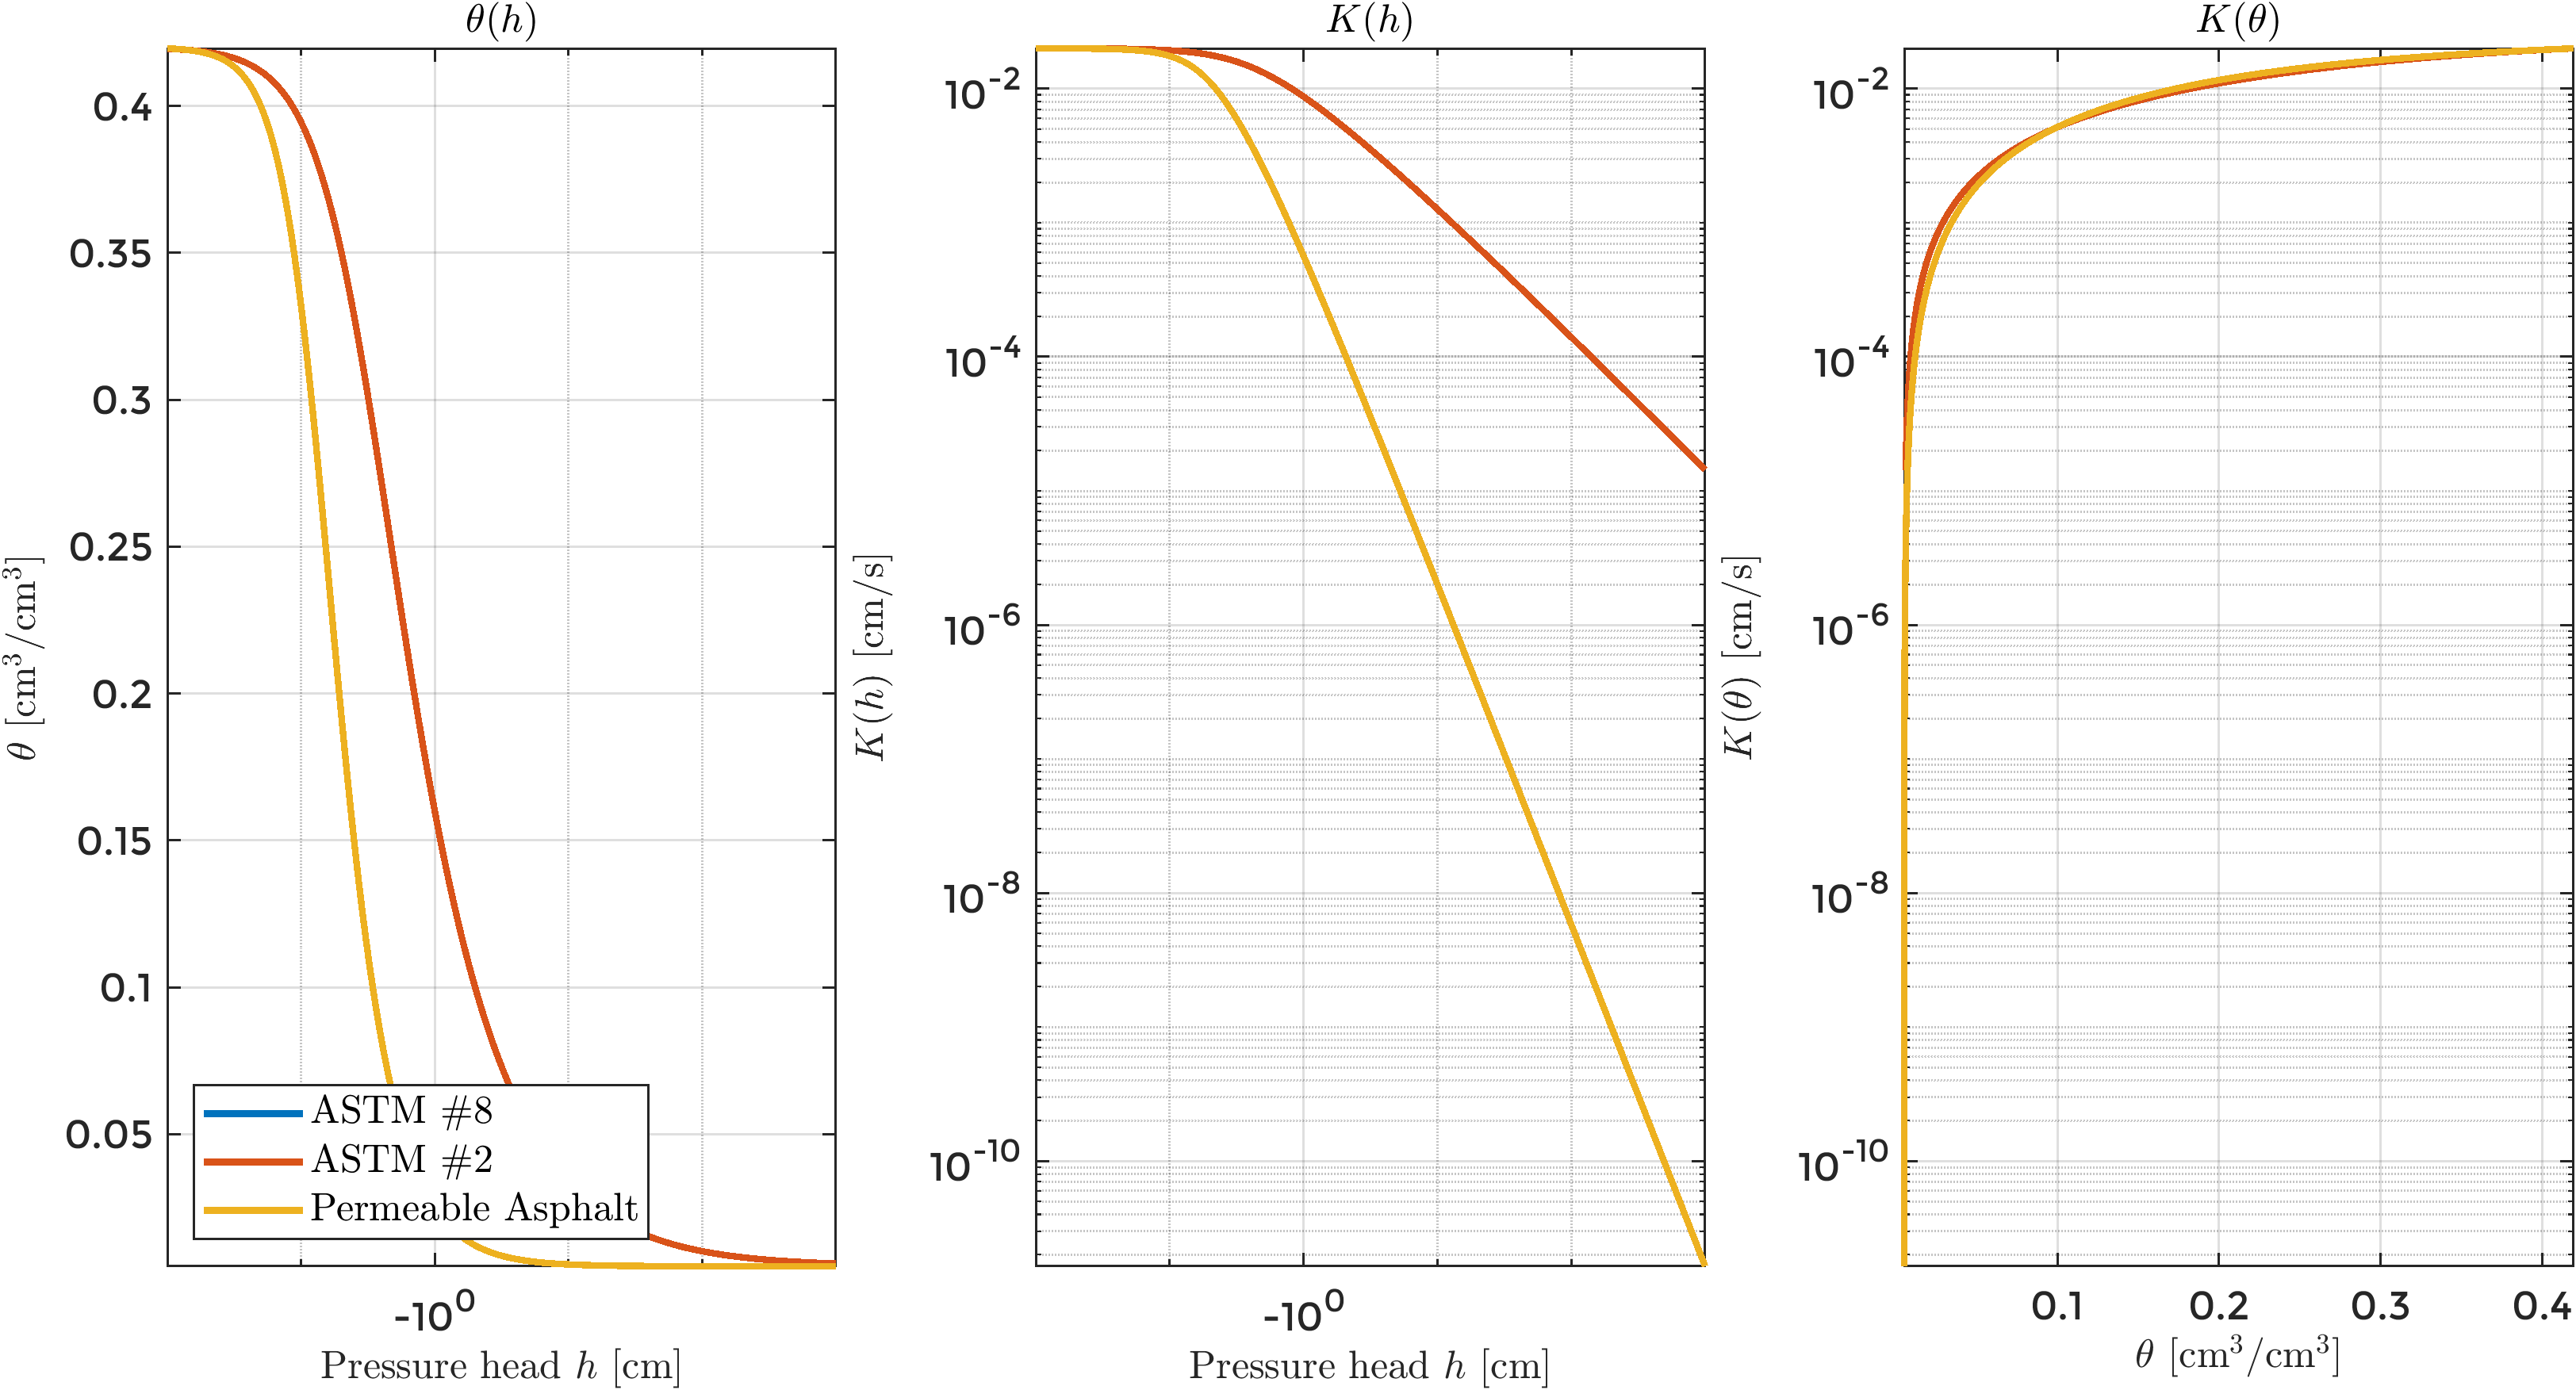 θ(h)
K(h)
K(θ)
0.4
0.35
0.3
0.25
0.2
0.15
0.1
0.05
θ [cm³/cm³]
ASTM #8
ASTM #2
Permeable Asphalt
-10⁰
Pressure head h [cm]
10⁻²
10⁻⁴
10⁻⁶
10⁻⁸
10⁻¹⁰
K(h) [cm/s]
-10⁰
Pressure head h [cm]
10⁻²
10⁻⁴
10⁻⁶
10⁻⁸
10⁻¹⁰
K(θ) [cm/s]
0.1 0.2 0.3 0.4
θ [cm³/cm³]